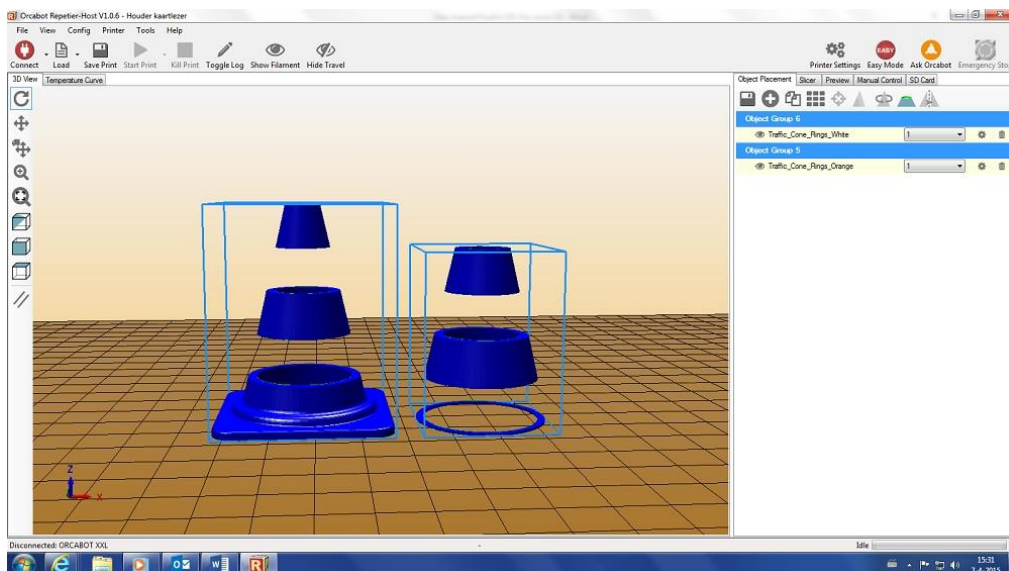 Orcabot Repetier-Host V1.0.6 - Houder kaartlezer
File View Config Printer Tools Help
Connect Load Save Print Start Print Kill Print Toggle Log Show Filament Hide Travel Printer Settings Easy Mode Ask Orcabot Emergency Sto
EASY
3D View Temperature Curve
Object Placement Slicer Preview Manual Control SD Card
Object Group 6
Traffic_Cone_Rings_White 1
Object Group 5
Traffic_Cone_Rings_Orange 1
Z
X
Disconnected: ORCABOT XXL - Idle
15:31
2-4-2015